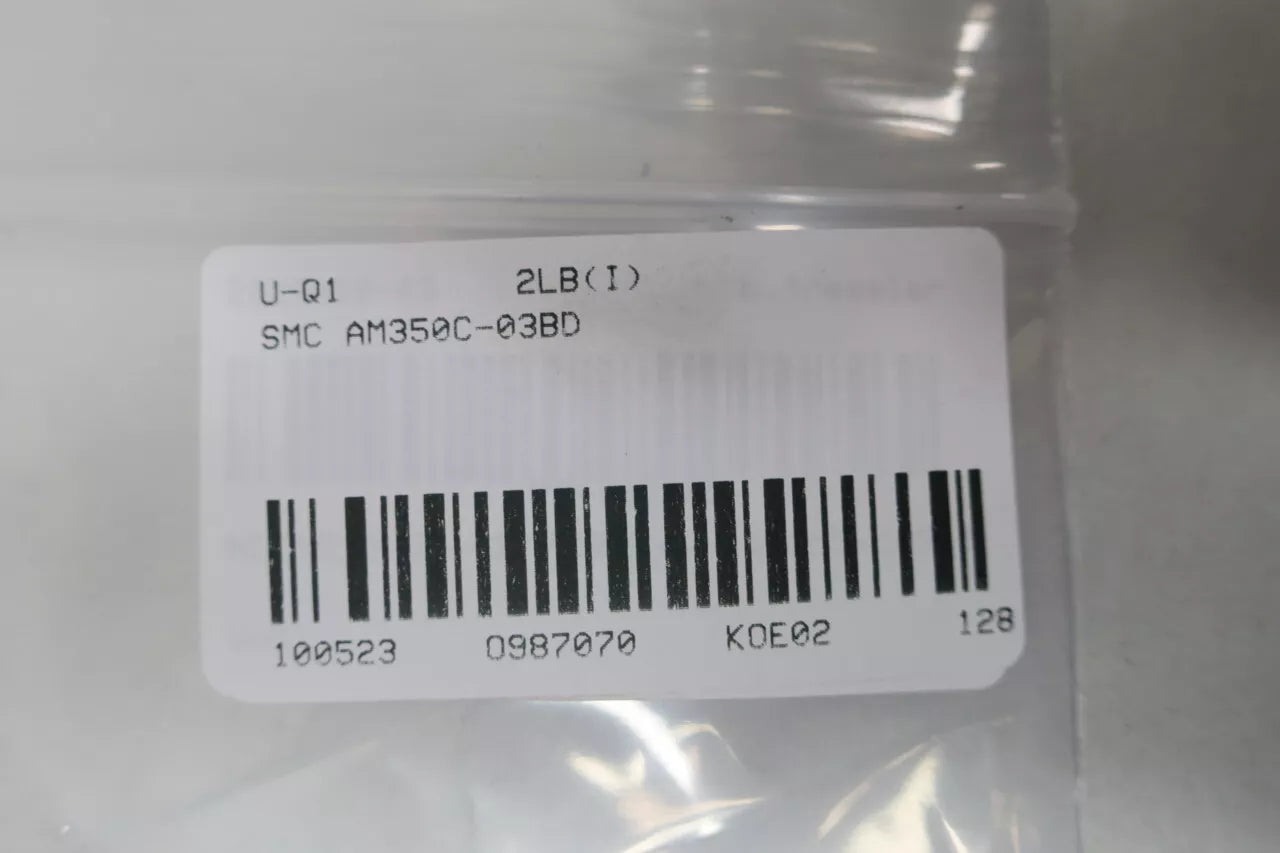 U-Q1 2LB(I)
SMC AM350C-03BD
100523 0987070 KOE02 128